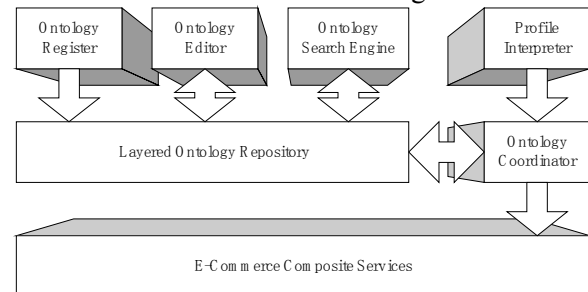 Ontology
Register
Ontology
Editor
Ontology
Search Engine
Profile
Interpreter
Layered Ontology Repository
Ontology
Coordinator
E-Commerce Composite Services